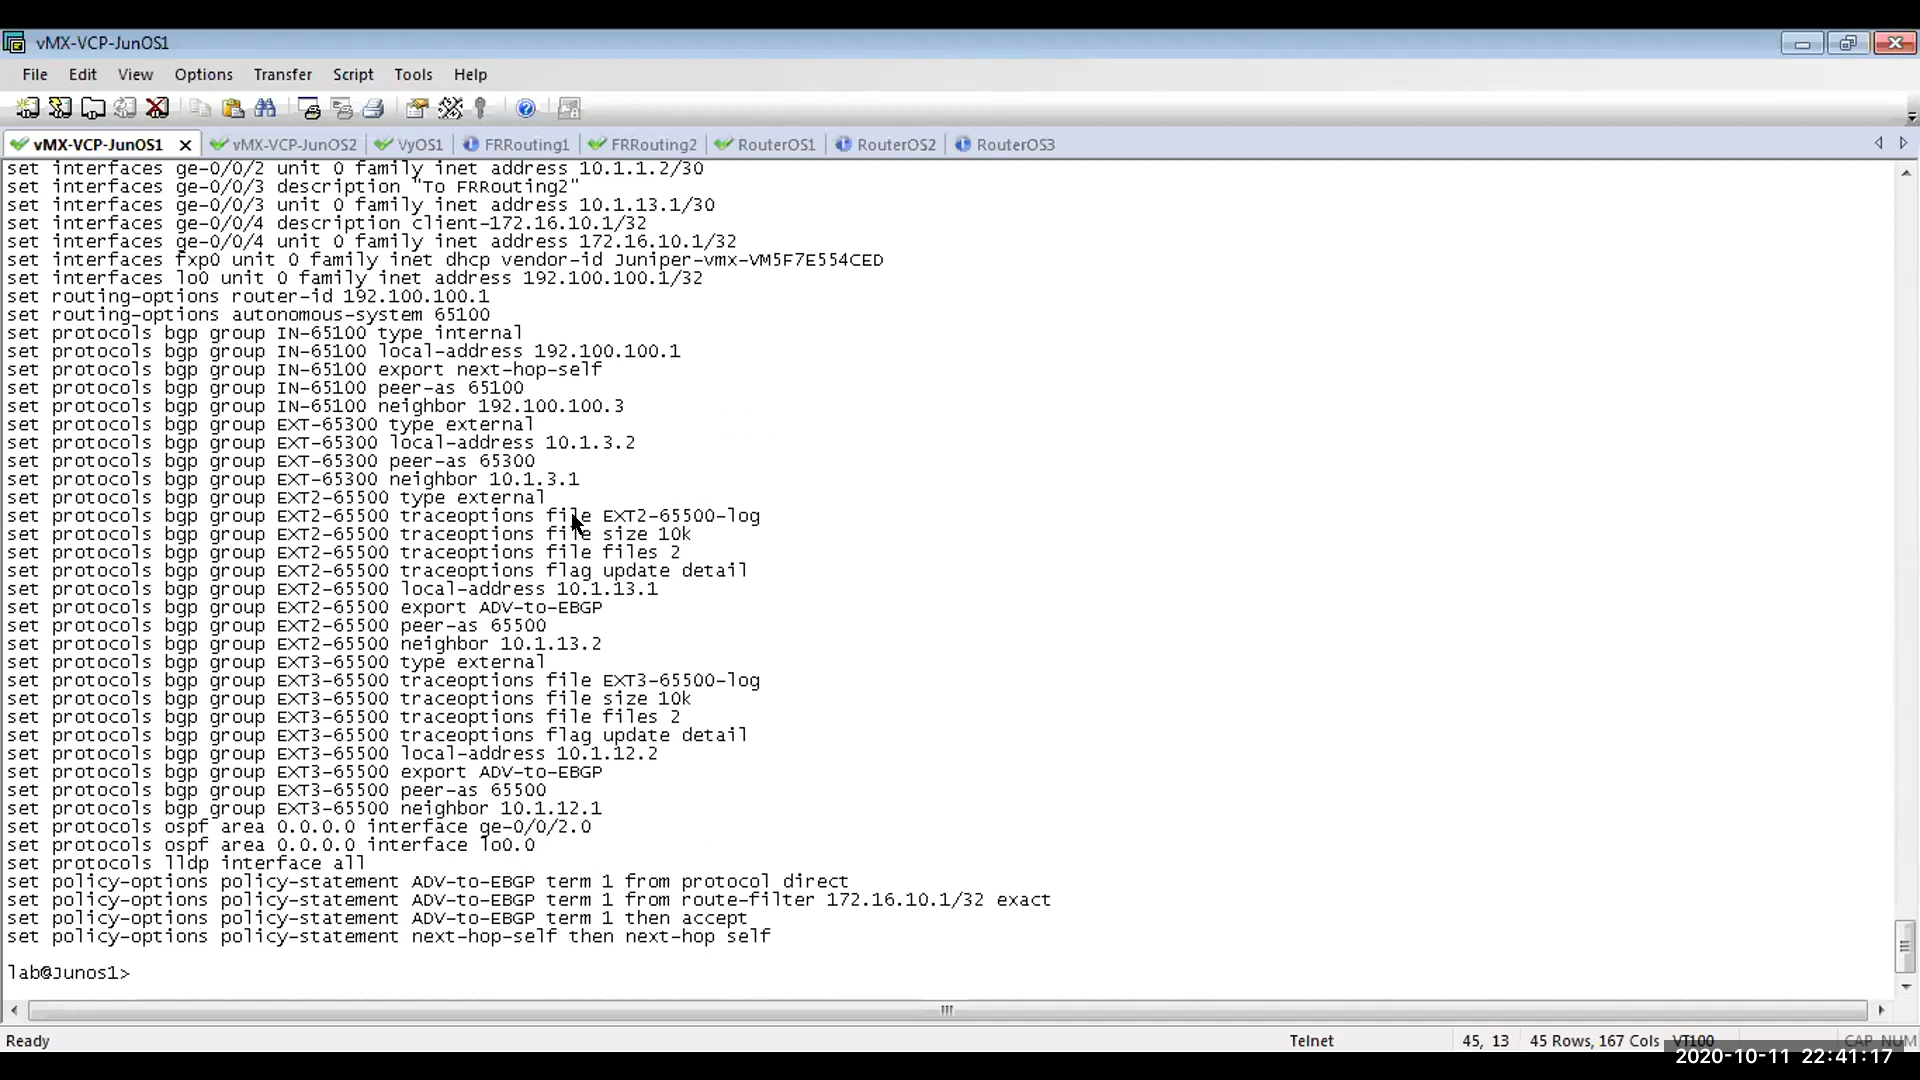 vMX-VCP-JunOS1
File Edit View Options Transfer Script Tools Help
vMX-VCP-JunOS1 vMX-VCP-JunOS2 VyOS1 FRRouting1 FRRouting2 RouterOS1 RouterOS2 RouterOS3
set interfaces ge-0/0/2 unit 0 family inet address 10.1.1.2/30
set interfaces ge-0/0/3 description "To FRRouting2"
set interfaces ge-0/0/3 unit 0 family inet address 10.1.13.1/30
set interfaces ge-0/0/4 description client-172.16.10.1/32
set interfaces ge-0/0/4 unit 0 family inet address 172.16.10.1/32
set interfaces fxp0 unit 0 family inet dhcp vendor-id Juniper-vmx-VM5F7E554CED
set interfaces lo0 unit 0 family inet address 192.100.100.1/32
set routing-options router-id 192.100.100.1
set routing-options autonomous-system 65100
set protocols bgp group IN-65100 type internal
set protocols bgp group IN-65100 local-address 192.100.100.1
set protocols bgp group IN-65100 export next-hop-self
set protocols bgp group IN-65100 peer-as 65100
set protocols bgp group IN-65100 neighbor 192.100.100.3
set protocols bgp group EXT-65300 type external
set protocols bgp group EXT-65300 local-address 10.1.3.2
set protocols bgp group EXT-65300 peer-as 65300
set protocols bgp group EXT-65300 neighbor 10.1.3.1
set protocols bgp group EXT2-65500 type external
set protocols bgp group EXT2-65500 traceoptions file EXT2-65500-log
set protocols bgp group EXT2-65500 traceoptions file size 10k
set protocols bgp group EXT2-65500 traceoptions file files 2
set protocols bgp group EXT2-65500 traceoptions flag update detail
set protocols bgp group EXT2-65500 local-address 10.1.13.1
set protocols bgp group EXT2-65500 export ADV-to-EBGP
set protocols bgp group EXT2-65500 peer-as 65500
set protocols bgp group EXT2-65500 neighbor 10.1.13.2
set protocols bgp group EXT3-65500 type external
set protocols bgp group EXT3-65500 traceoptions file EXT3-65500-log
set protocols bgp group EXT3-65500 traceoptions file size 10k
set protocols bgp group EXT3-65500 traceoptions file files 2
set protocols bgp group EXT3-65500 traceoptions flag update detail
set protocols bgp group EXT3-65500 local-address 10.1.12.2
set protocols bgp group EXT3-65500 export ADV-to-EBGP
set protocols bgp group EXT3-65500 peer-as 65500
set protocols bgp group EXT3-65500 neighbor 10.1.12.1
set protocols ospf area 0.0.0.0 interface ge-0/0/2.0
set protocols ospf area 0.0.0.0 interface lo0.0
set protocols lldp interface all
set policy-options policy-statement ADV-to-EBGP term 1 from protocol direct
set policy-options policy-statement ADV-to-EBGP term 1 from route-filter 172.16.10.1/32 exact
set policy-options policy-statement ADV-to-EBGP term 1 then accept
set policy-options policy-statement next-hop-self then next-hop self
lab@Junos1>
Ready Telnet 45, 13 45 Rows, 167 Cols VT100 CAP NUM
2020-10-11 22:41:17